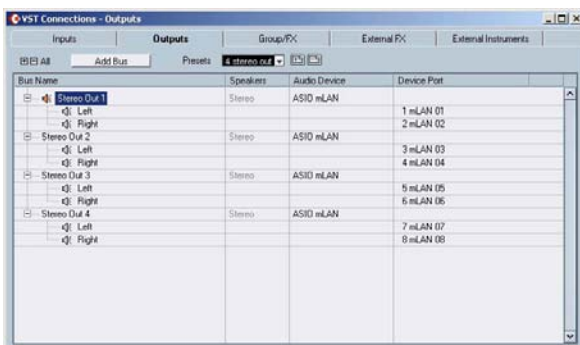 VST Connections - Outputs
Inputs Outputs Group/FX External FX External Instruments
All Add Bus Presets 4 stereo out
Bus Name Speakers Audio Device Device Port
Stereo Out 1 Stereo ASIO mLAN
Left 1 mLAN 01
Right 2 mLAN 02
Stereo Out 2 Stereo ASIO mLAN
Left 3 mLAN 03
Right 4 mLAN 04
Stereo Out 3 Stereo ASIO mLAN
Left 5 mLAN 05
Right 6 mLAN 06
Stereo Out 4 Stereo ASIO mLAN
Left 7 mLAN 07
Right 8 mLAN 08